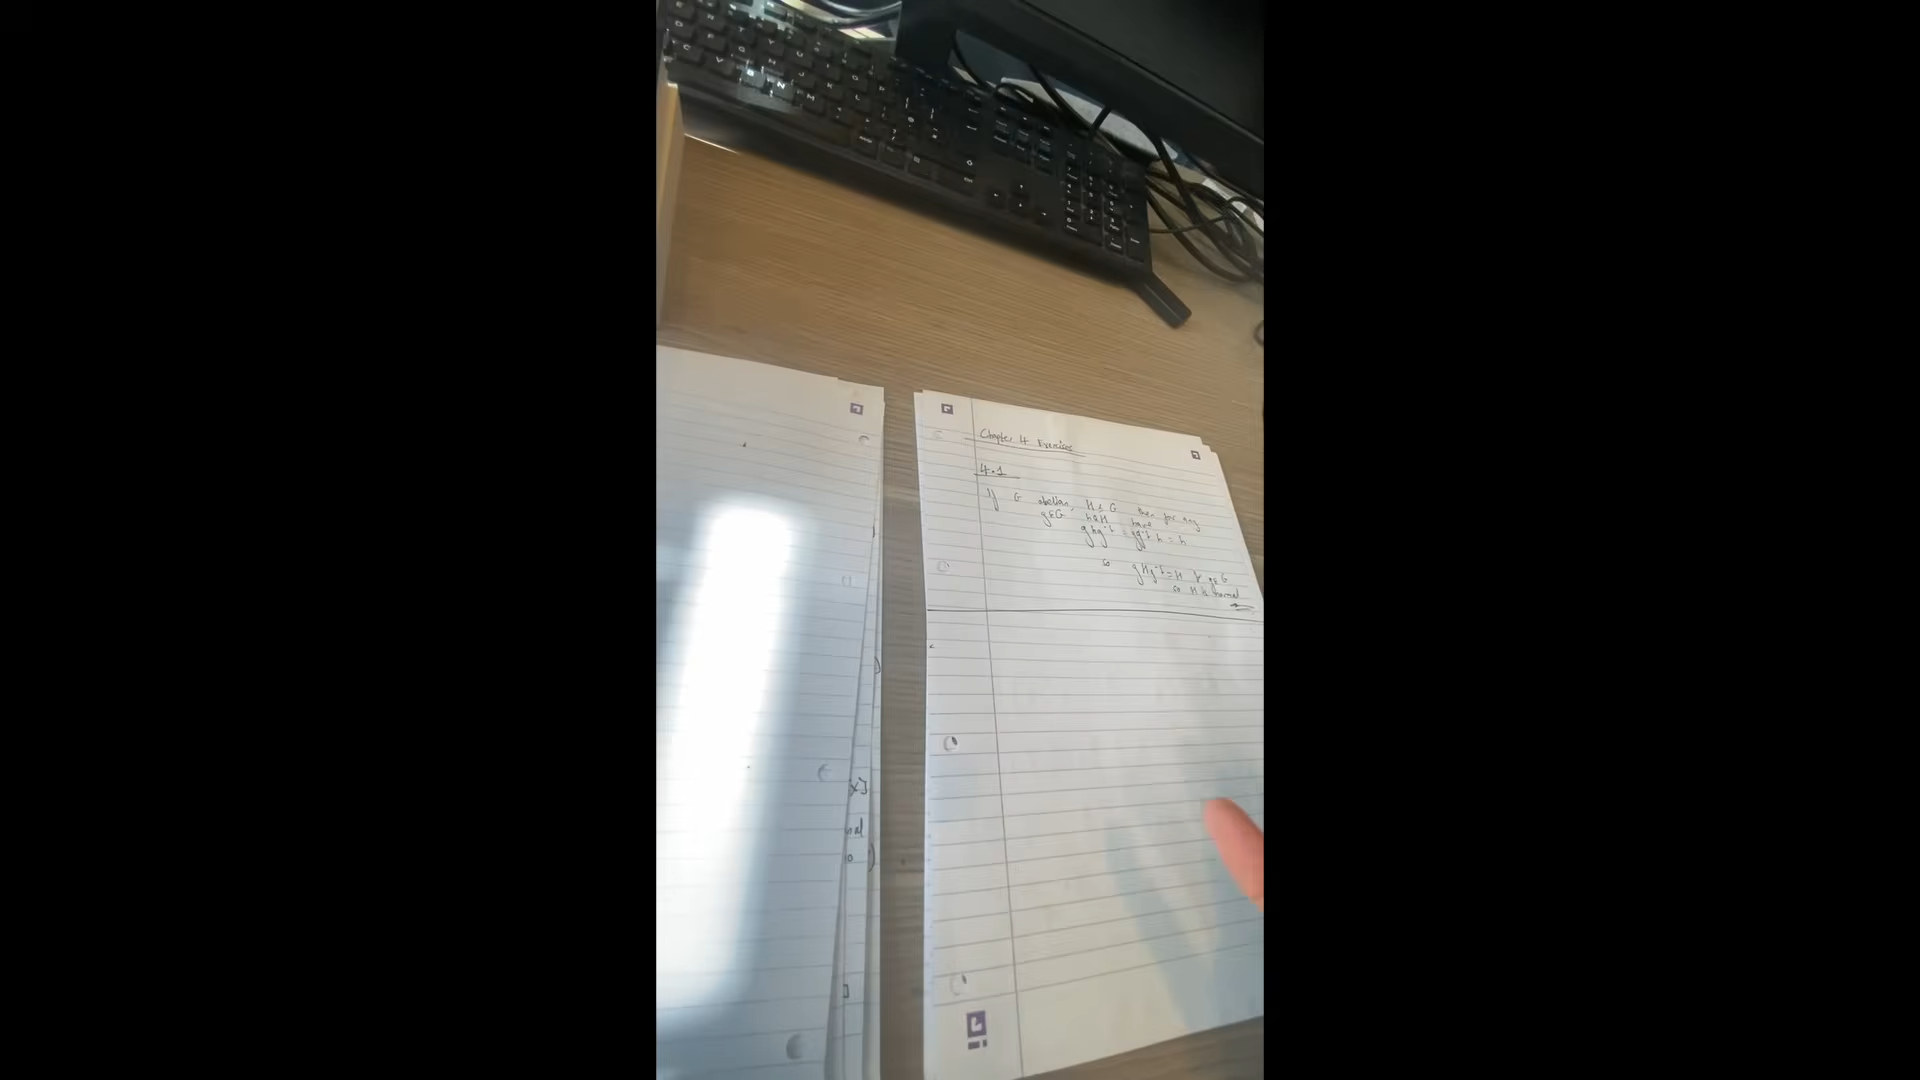 Chapter 4 Exercises
4.1
If G abelian, H ≤ G then for any
g∈G h∈H have
ghg⁻¹ = gg⁻¹h = h
so gHg⁻¹ = H ∀ g∈G
so H is normal
x]
nal